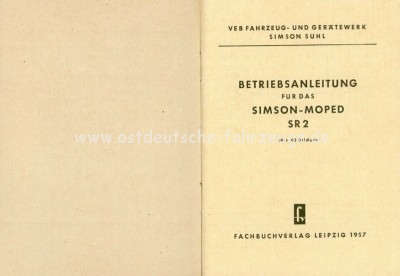 VEB FAHRZEUG- UND GERÄTEWERK
SIMSON SUHL
BETRIEBSANLEITUNG
FÜR DAS
SIMSON-MOPED
SR 2
www.ostdeutsche-fahrzeuge.de
FACHBUCHVERLAG LEIPZIG 1957